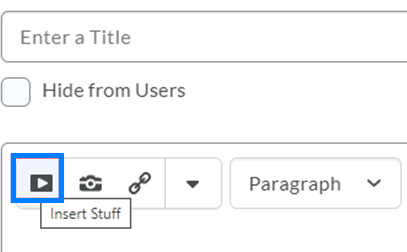 Enter a Title
Hide from Users
Paragraph
Insert Stuff